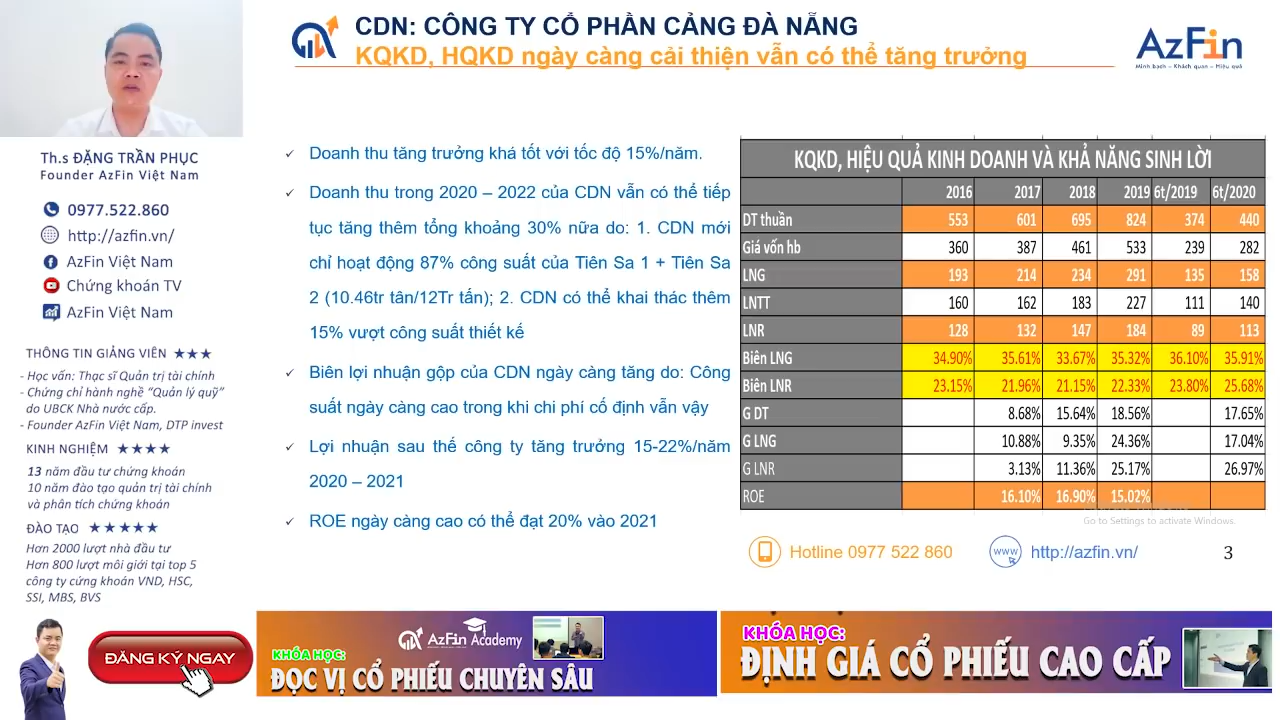 CDN: CÔNG TY CỔ PHẦN CẢNG ĐÀ NẴNG
KQKD, HQKD ngày càng cải thiện vẫn có thể tăng trưởng
AzFin
Minh bạch - Khách quan - Hiệu quả
Th.s ĐẶNG TRẦN PHỤC
Founder AzFin Việt Nam
0977.522.860
http://azfin.vn/
AzFin Việt Nam
Chứng khoán TV
AzFin Việt Nam
THÔNG TIN GIẢNG VIÊN ★★★
- Học vấn: Thạc sĩ Quản trị tài chính
- Chứng chỉ hành nghề “Quản lý quỹ”
do UBCK Nhà nước cấp.
- Founder AzFin Việt Nam, DTP invest
KINH NGHIỆM ★★★★
13 năm đầu tư chứng khoán
10 năm đào tạo quản trị tài chính
và phân tích chứng khoán
ĐÀO TẠO ★★★★★
Hơn 2000 lượt nhà đầu tư
Hơn 800 lượt môi giới tại top 5
công ty cứng khoán VND, HSC,
SSI, MBS, BVS
✓ Doanh thu tăng trưởng khá tốt với tốc độ 15%/năm.
✓ Doanh thu trong 2020 – 2022 của CDN vẫn có thể tiếp
tục tăng thêm tổng khoảng 30% nữa do: 1. CDN mới
chỉ hoạt động 87% công suất của Tiên Sa 1 + Tiên Sa
2 (10.46tr tân/12Tr tấn); 2. CDN có thể khai thác thêm
15% vượt công suất thiết kế
✓ Biên lợi nhuận gộp của CDN ngày càng tăng do: Công
suất ngày càng cao trong khi chi phí cố định vẫn vậy
✓ Lợi nhuận sau thế công ty tăng trưởng 15-22%/năm
2020 – 2021
✓ ROE ngày càng cao có thể đạt 20% vào 2021
KQKD, HIỆU QUẢ KINH DOANH VÀ KHẢ NĂNG SINH LỜI
2016 2017 2018 2019 6t/2019 6t/2020
DT thuần 553 601 695 824 374 440
Giá vốn hb 360 387 461 533 239 282
LNG 193 214 234 291 135 158
LNTT 160 162 183 227 111 140
LNR 128 132 147 184 89 113
Biên LNG 34.90% 35.61% 33.67% 35.32% 36.10% 35.91%
Biên LNR 23.15% 21.96% 21.15% 22.33% 23.80% 25.68%
G DT 8.68% 15.64% 18.56% 17.65%
G LNG 10.88% 9.35% 24.36% 17.04%
G LNR 3.13% 11.36% 25.17% 26.97%
ROE 16.10% 16.90% 15.02%
Go to Settings to activate Windows.
Hotline 0977 522 860
www
http://azfin.vn/
3
ĐĂNG KÝ NGAY
AzFin Academy
KHÓA HỌC:
ĐỌC VỊ CỔ PHIẾU CHUYÊN SÂU
KHÓA HỌC:
ĐỊNH GIÁ CỔ PHIẾU CAO CẤP